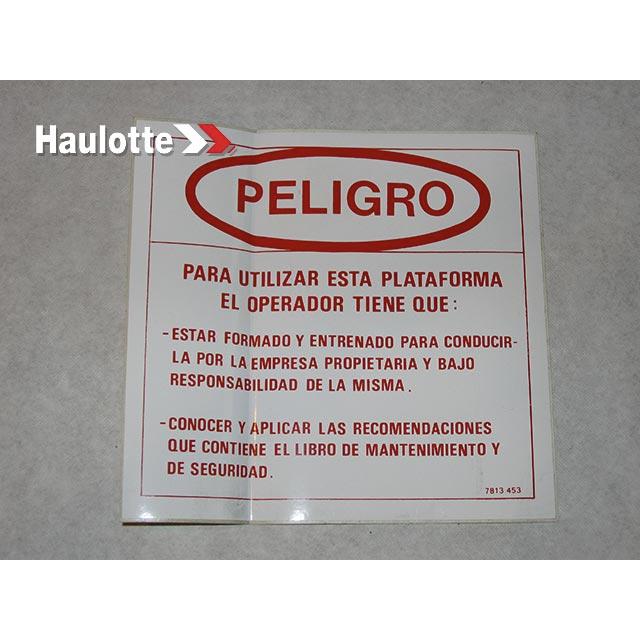 Haulotte
PELIGRO
PARA UTILIZAR ESTA PLATAFORMA
EL OPERADOR TIENE QUE:
-ESTAR FORMADO Y ENTRENADO PARA CONDUCIR-
LA POR LA EMPRESA PROPIETARIA Y BAJO
RESPONSABILIDAD DE LA MISMA.
-CONOCER Y APLICAR LAS RECOMENDACIONES
QUE CONTIENE EL LIBRO DE MANTENIMIENTO Y
DE SEGURIDAD.
7813 453